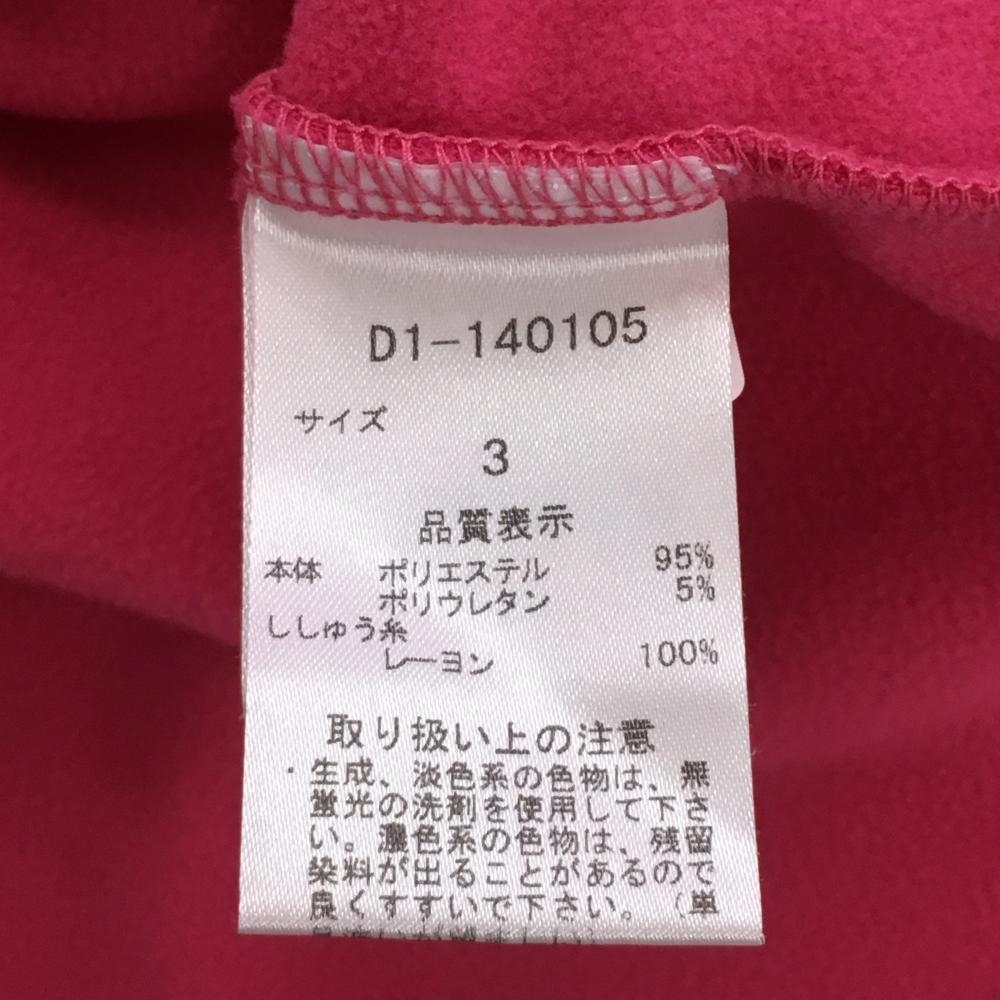 D1-140105
サイズ
3
品質表示
本体 ポリエステル 95%
ポリウレタン 5%
ししゅう糸
レーヨン 100%
取り扱い上の注意
・生成、淡色系の色物は、無
蛍光の洗剤を使用して下さ
い。濃色系の色物は、残留
染料が出ることがあるので
良くすすいで下さい。(単